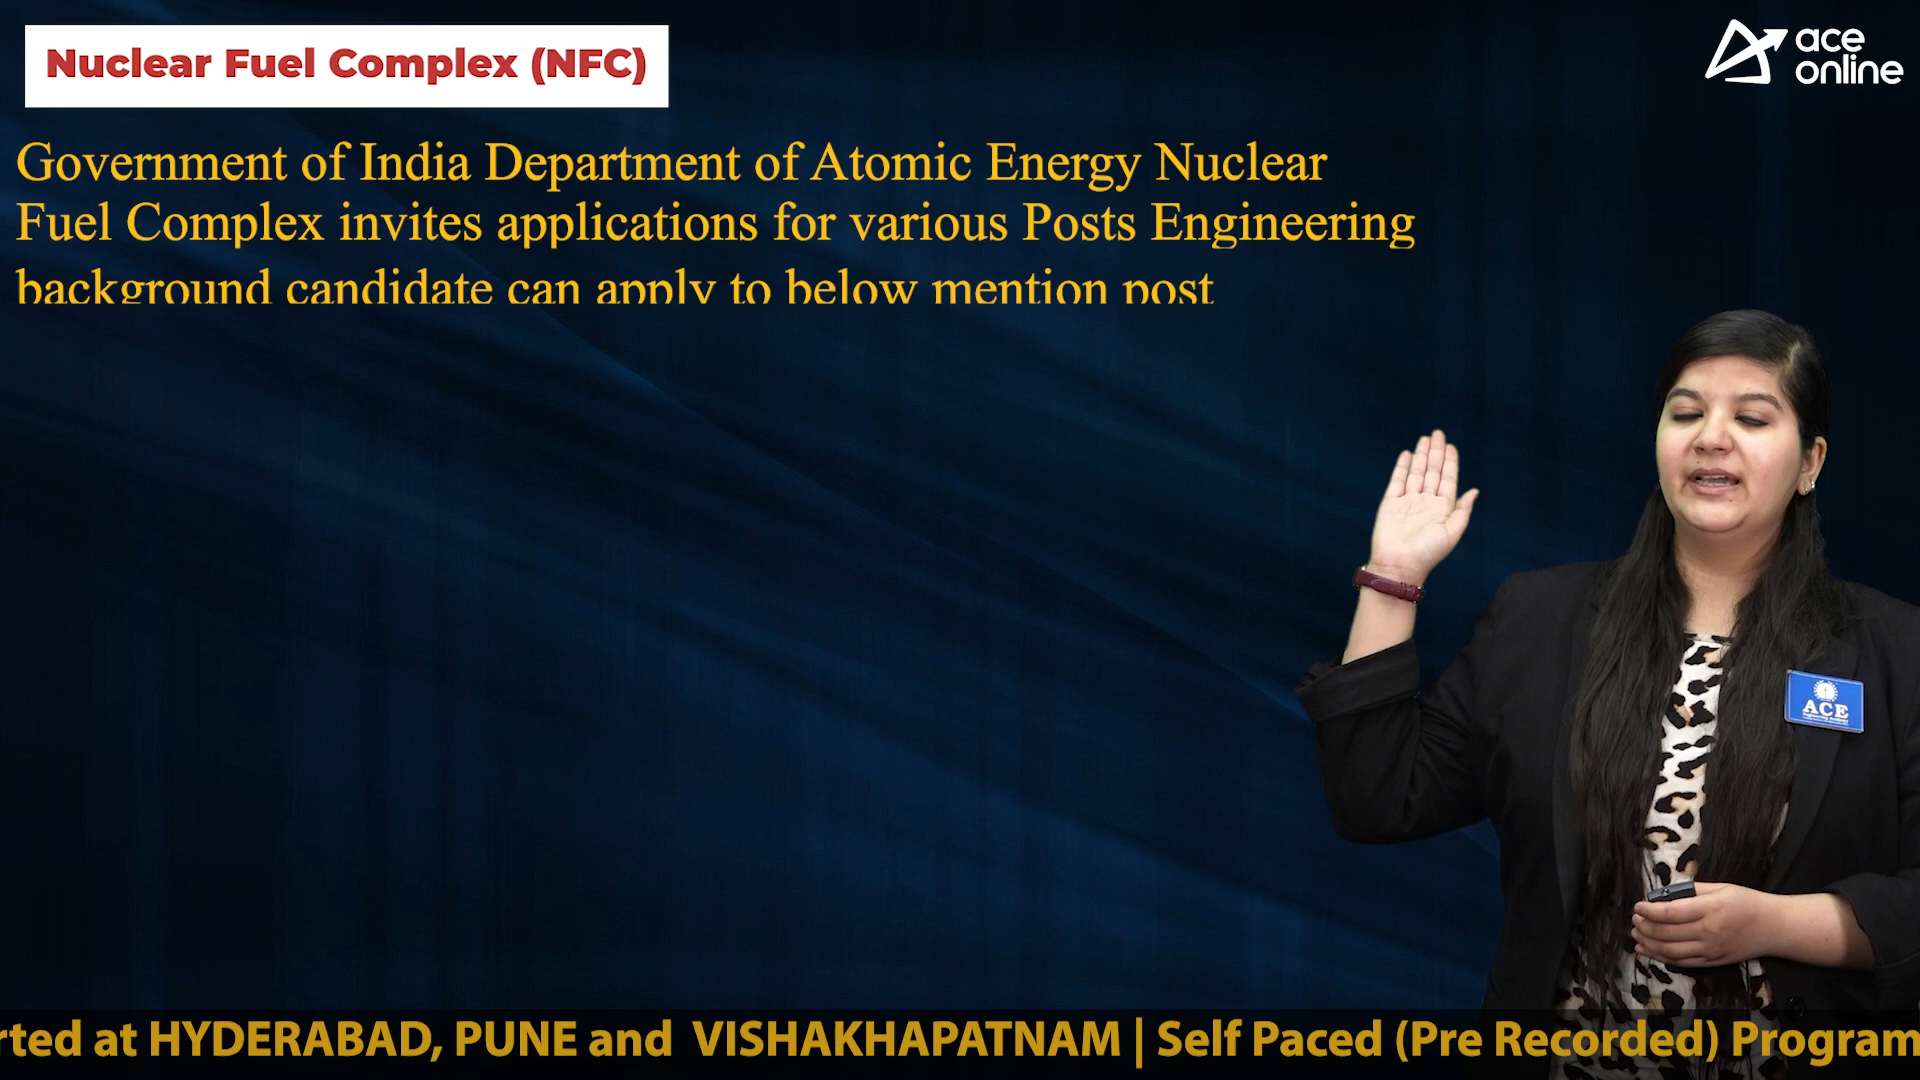 Nuclear Fuel Complex (NFC)
ace
online
Government of India Department of Atomic Energy Nuclear
Fuel Complex invites applications for various Posts Engineering
background candidate can apply to below mention post
ACE
rted at HYDERABAD, PUNE and VISHAKHAPATNAM | Self Paced (Pre Recorded) Program